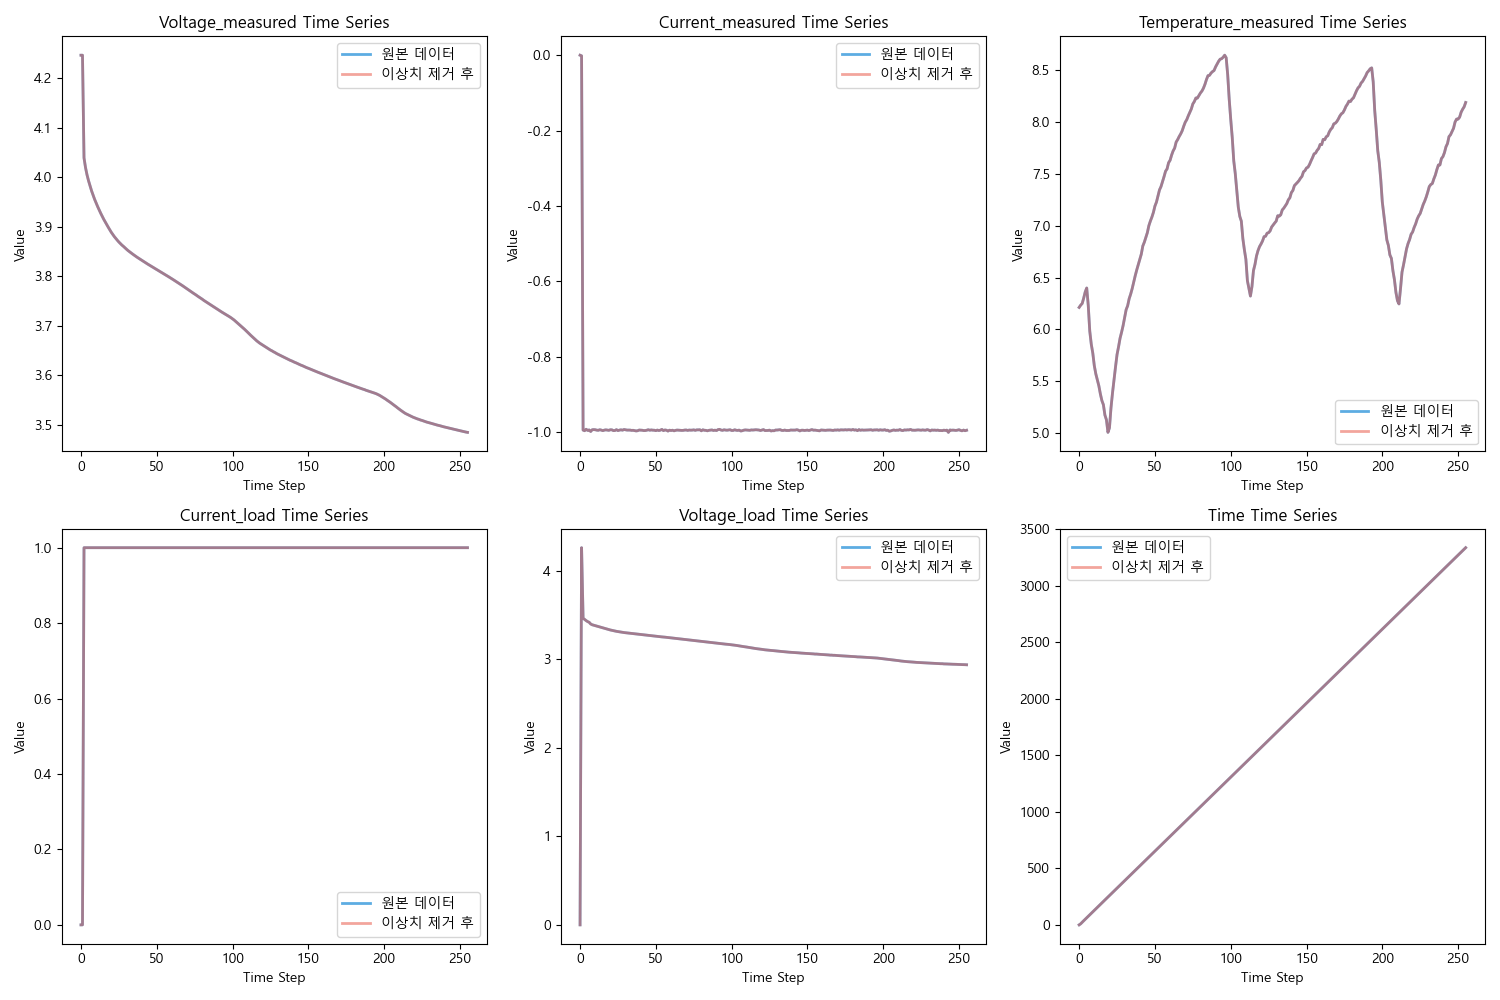 Voltage_measured Time Series
Value
4.2
4.1
4.0
3.9
3.8
3.7
3.6
3.5
0
50
100
150
200
250
Time Step
원본 데이터
이상치 제거 후
Current_measured Time Series
Value
0.0
-0.2
-0.4
-0.6
-0.8
-1.0
0
50
100
150
200
250
Time Step
원본 데이터
이상치 제거 후
Temperature_measured Time Series
Value
8.5
8.0
7.5
7.0
6.5
6.0
5.5
5.0
0
50
100
150
200
250
Time Step
원본 데이터
이상치 제거 후
Current_load Time Series
Value
1.0
0.8
0.6
0.4
0.2
0.0
0
50
100
150
200
250
Time Step
원본 데이터
이상치 제거 후
Voltage_load Time Series
Value
4
3
2
1
0
0
50
100
150
200
250
Time Step
원본 데이터
이상치 제거 후
Time Time Series
Value
3500
3000
2500
2000
1500
1000
500
0
0
50
100
150
200
250
Time Step
원본 데이터
이상치 제거 후